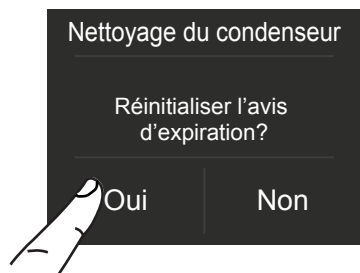 Nettoyage du condenseur
Réinitialiser l’avis
d’expiration?
Oui
Non